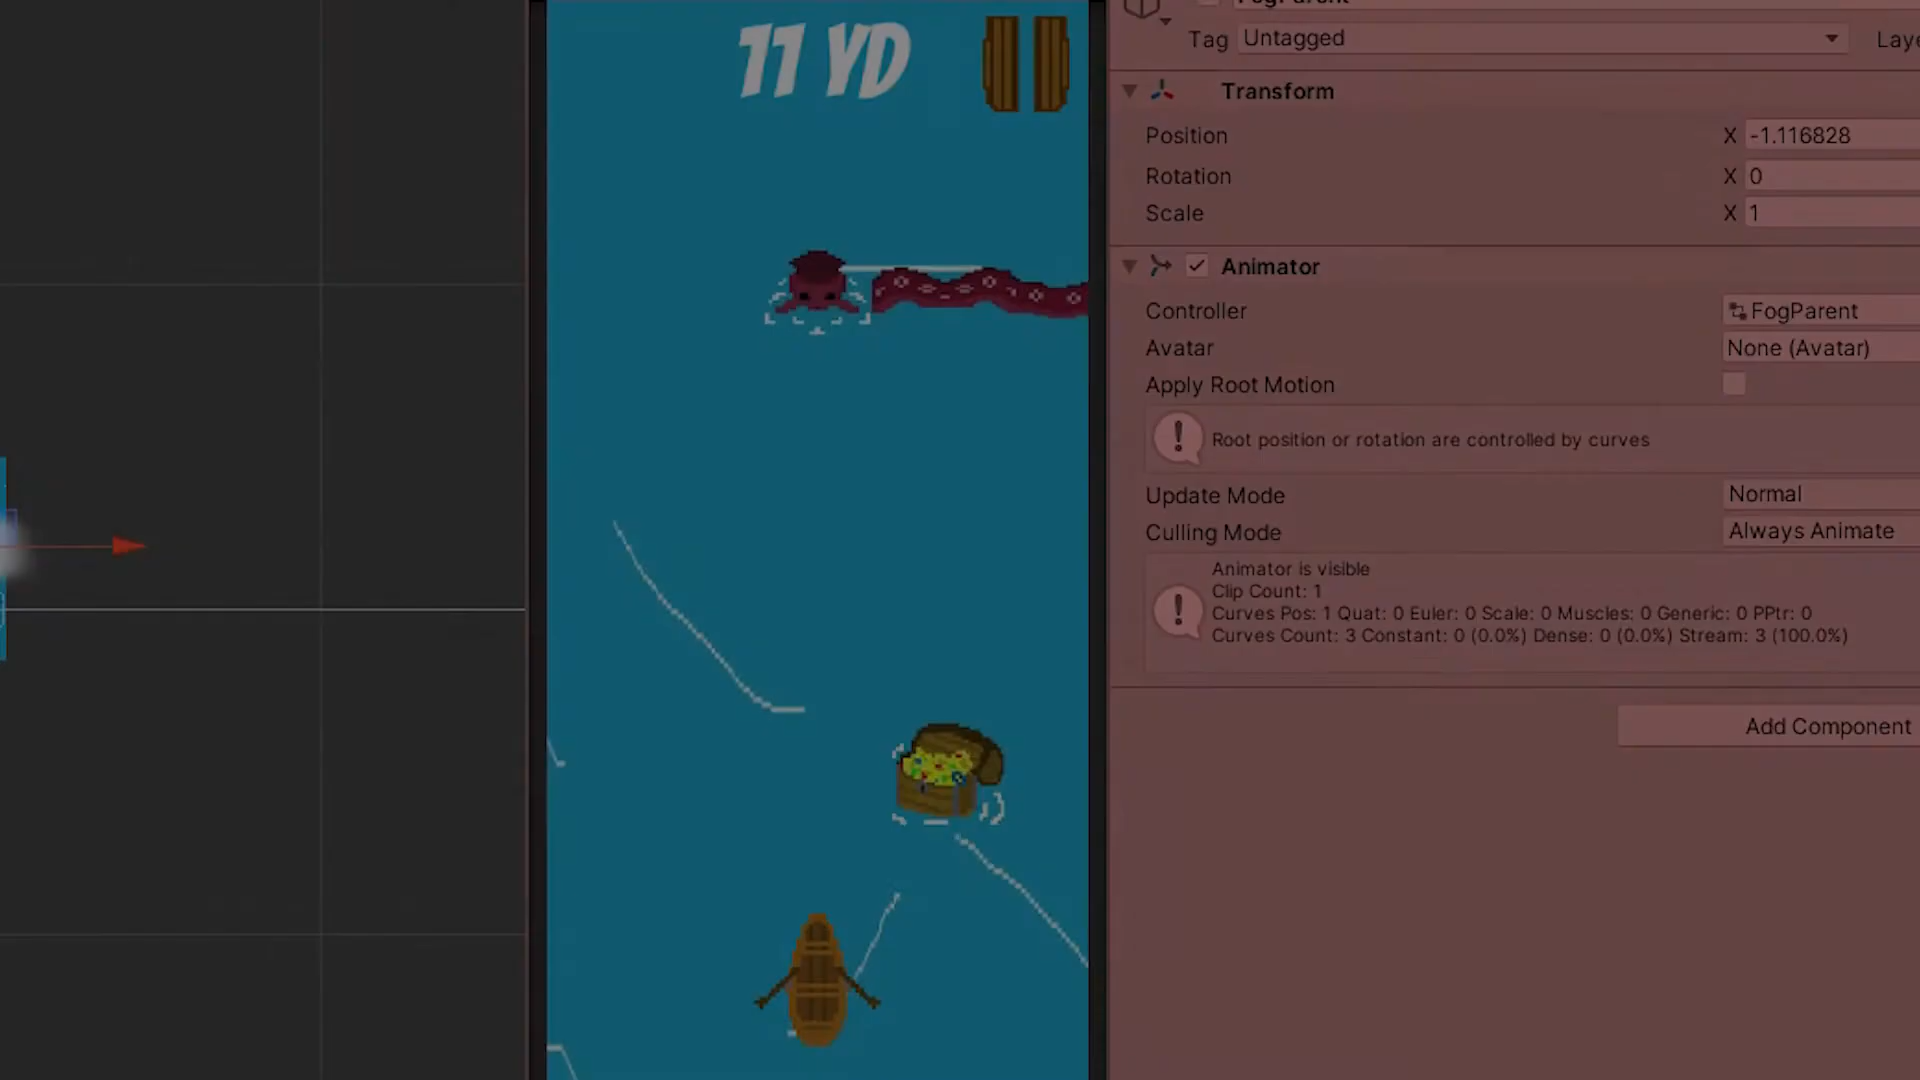 11 YD
FogParent
Tag Untagged Laye
Transform
Position X -1.116828
Rotation X 0
Scale X 1
Animator
Controller FogParent
Avatar None (Avatar)
Apply Root Motion
Root position or rotation are controlled by curves
Update Mode Normal
Culling Mode Always Animate
Animator is visible
Clip Count: 1
Curves Pos: 1 Quat: 0 Euler: 0 Scale: 0 Muscles: 0 Generic: 0 PPtr: 0
Curves Count: 3 Constant: 0 (0.0%) Dense: 0 (0.0%) Stream: 3 (100.0%)
Add Component